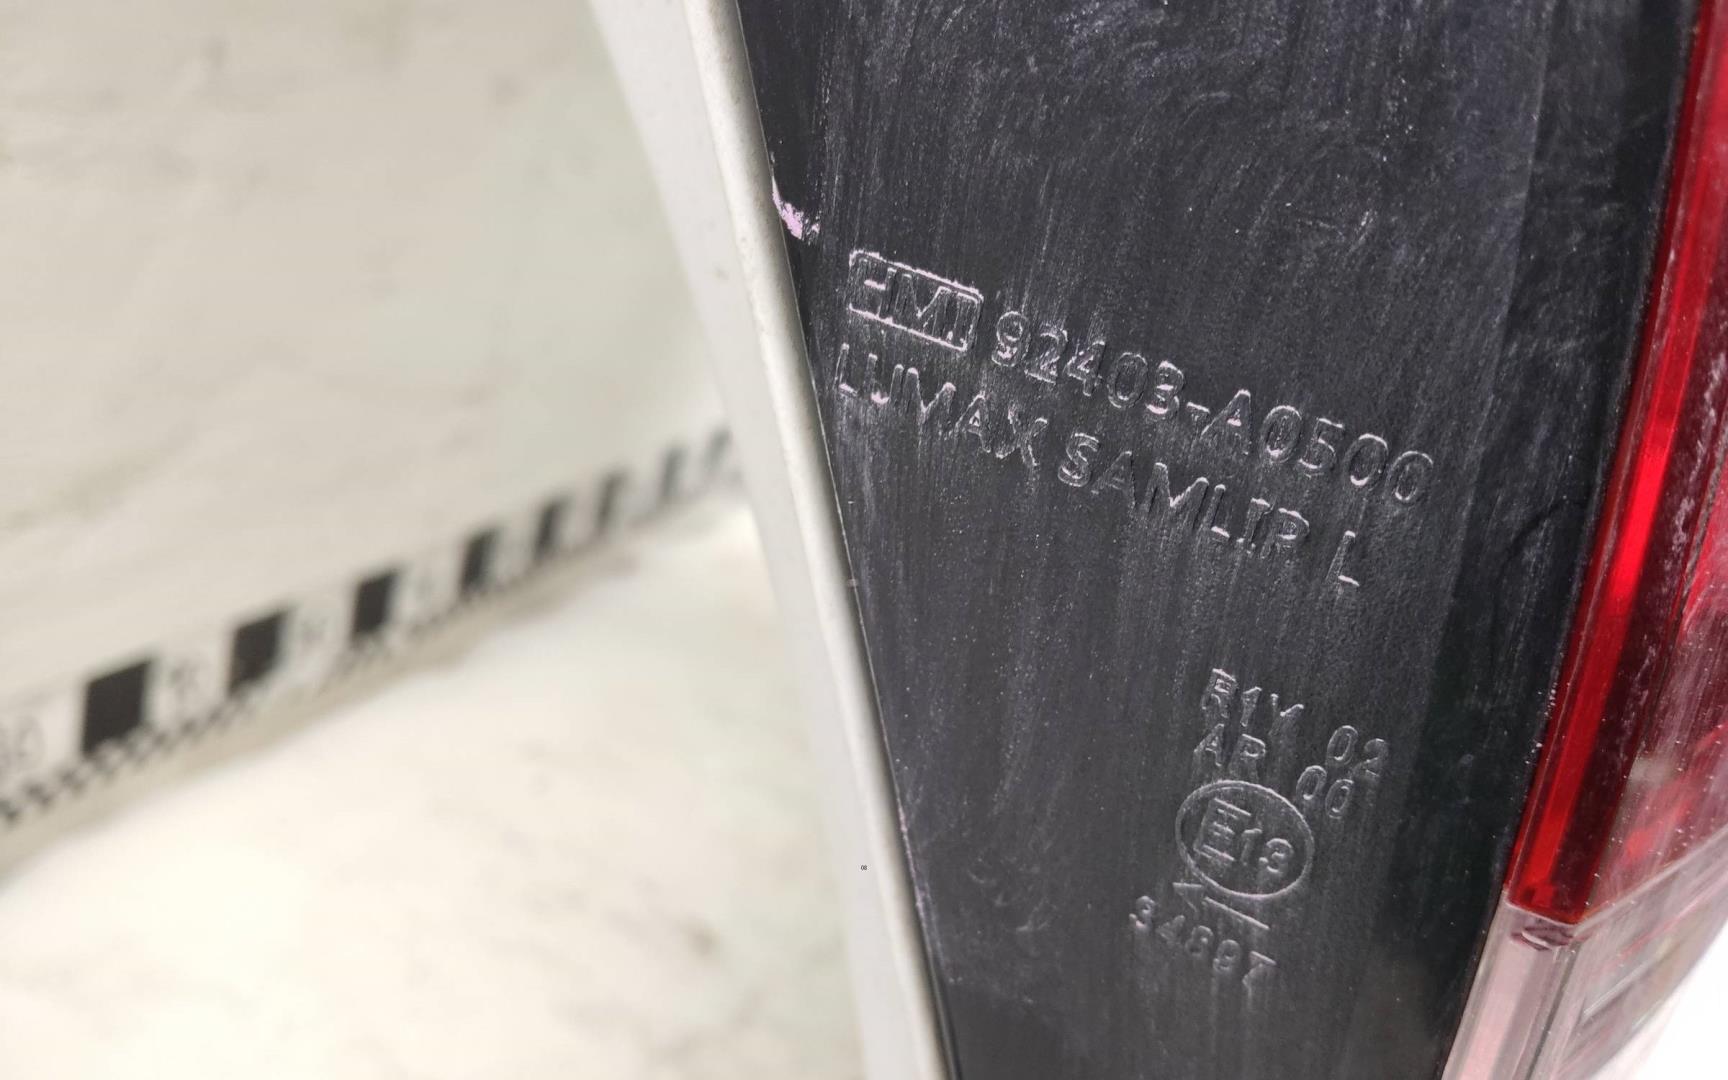 HMI 92403-A0500
LUMAX SAMLIP L
R1Y 02
AR 00
E13
34897